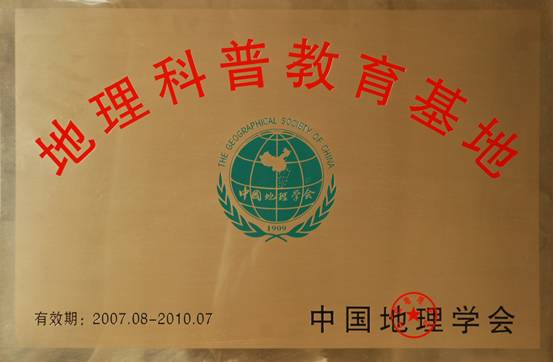 地理科普教育基地
THE GEOGRAPHICAL SOCIETY OF CHINA
中国地理学会
1909
有效期：2007.08-2010.07
中国地理学会